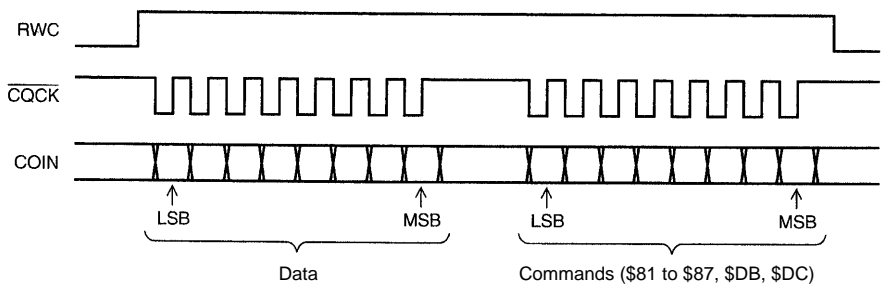 RWC
CQCK
COIN
LSB MSB LSB MSB
Data Commands ($81 to $87, $DB, $DC)